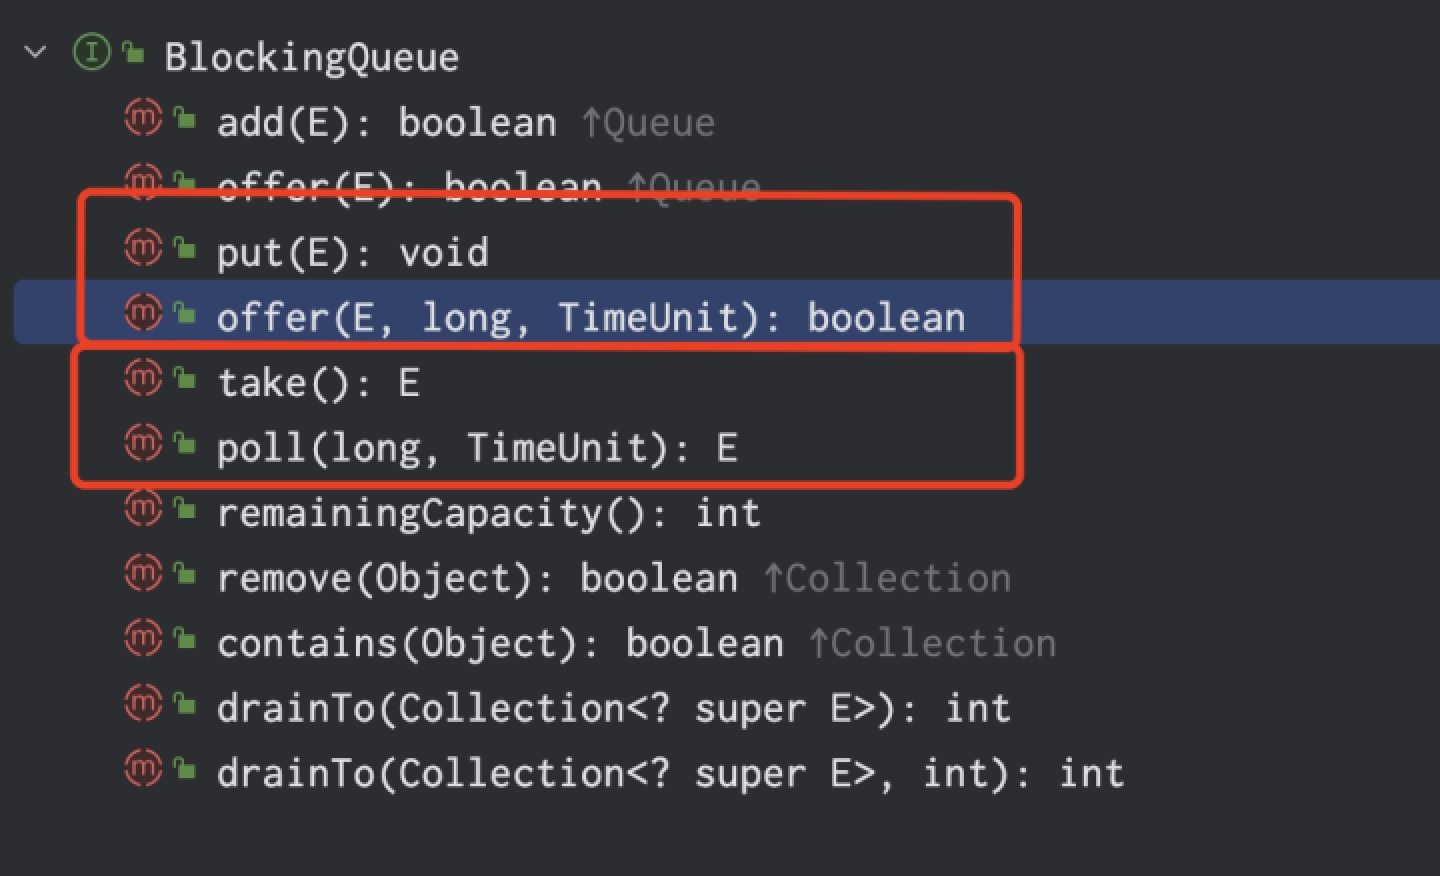 BlockingQueue
add(E): boolean ↑Queue
offer(E): boolean ↑Queue
put(E): void
offer(E, long, TimeUnit): boolean
take(): E
poll(long, TimeUnit): E
remainingCapacity(): int
remove(Object): boolean ↑Collection
contains(Object): boolean ↑Collection
drainTo(Collection<? super E>): int
drainTo(Collection<? super E>, int): int